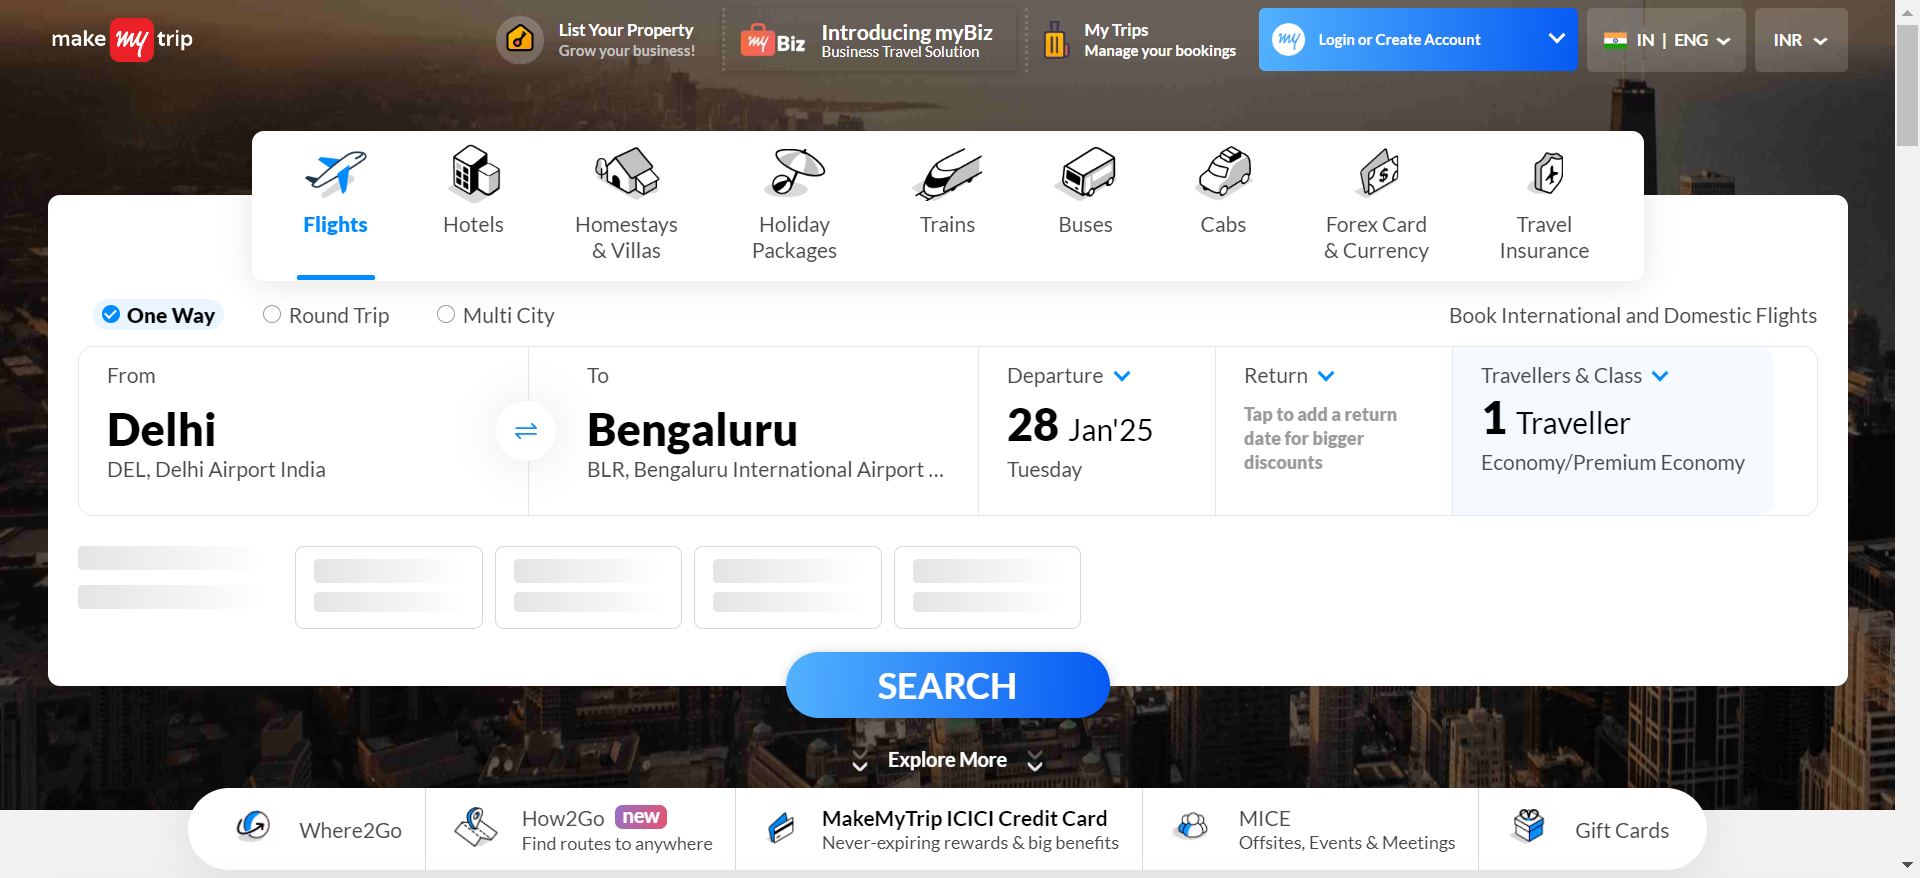 make my trip
List Your Property
Grow your business!
my Biz
Introducing myBiz
Business Travel Solution
My Trips
Manage your bookings
my
Login or Create Account
IN | ENG
INR
Flights
Hotels
Homestays
& Villas
Holiday
Packages
Trains
Buses
Cabs
Forex Card
& Currency
Travel
Insurance
One Way
Round Trip
Multi City
Book International and Domestic Flights
From
Delhi
DEL, Delhi Airport India
To
Bengaluru
BLR, Bengaluru International Airport ...
Departure
28 Jan'25
Tuesday
Return
Tap to add a return
date for bigger
discounts
Travellers & Class
1 Traveller
Economy/Premium Economy
SEARCH
Explore More
Where2Go
How2Go new
Find routes to anywhere
MakeMyTrip ICICI Credit Card
Never-expiring rewards & big benefits
MICE
Offsites, Events & Meetings
Gift Cards